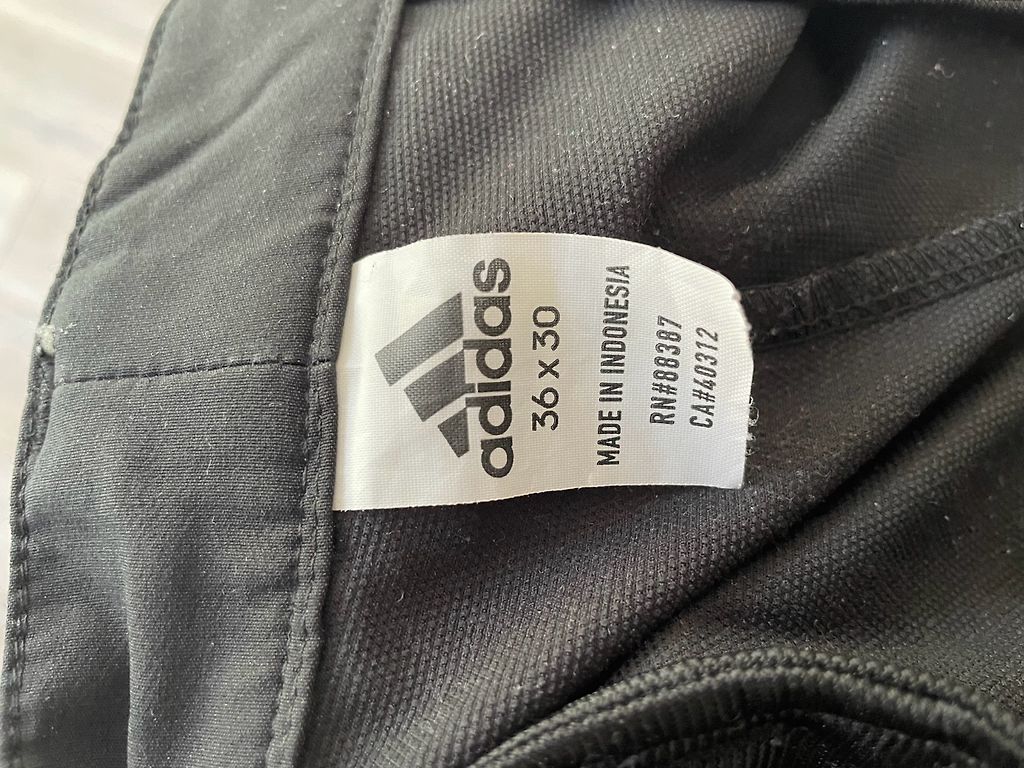 adidas
36 x 30
MADE IN INDONESIA
RN#88387
CA#40312